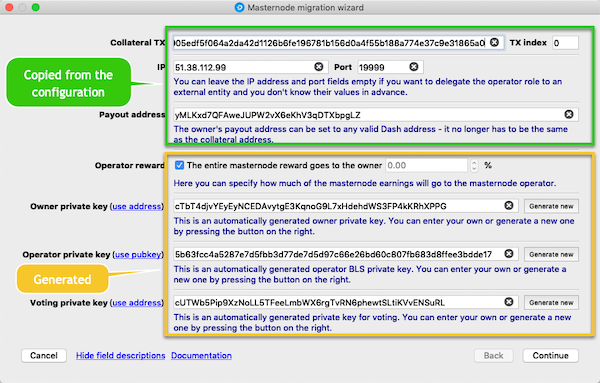 Masternode migration wizard
Collateral TX
05edf5f064a2da42d1126b6fe196781b156d0a4f55b188a774e37c9e31865a0
TX index
0
IP
51.38.112.99
Port
19999
You can leave the IP address and port fields empty if you want to delegate the operator role to an
external entity and you don't know their values in advance.
Copied from the
configuration
Payout address
yMLKxd7QFAweJUPW2vX6eKhV3qDTXbpgLZ
The owner's payout address can be set to any valid Dash address - it no longer has to be the same
as the collateral address.
Operator reward
The entire masternode reward goes to the owner
0.00
%
Here you can specify how much of the masternode earnings will go to the masternode operator.
Owner private key (use address)
cTbT4djvYEyEyNCEDAvytgE3KqnoG9L7xHdehdWS3FP4kKRhXPPG
Generate new
This is an automatically generated owner private key. You can enter your own or generate a new
one by pressing the button on the right.
Operator private key (use pubkey)
5b63fcc4a5287e7d5fbb3d77de7d5d97c66e26bd60c807fb683d8ffee3bdde17
Generate new
This is an automatically generated operator BLS private key. You can enter your own or generate a
new one by pressing the button on the right.
Generated
Voting private key (use address)
cUTWb5Pip9XzNoLL5TFeeLmbWX6rgTvRN6phewtSLtiKVvENSuRL
Generate new
This is an automatically generated private key for voting. You can enter your own or generate a
new one by pressing the button on the right.
Cancel
Hide field descriptions
Documentation
Back
Continue